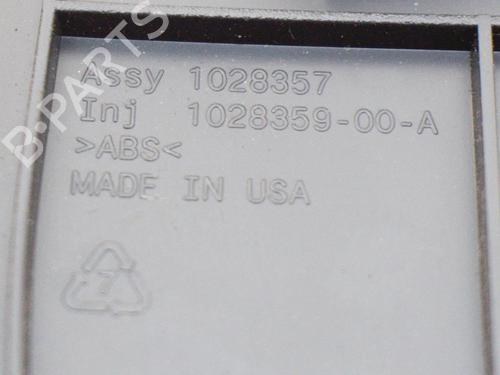 Assy 1028357
Inj 1028359-00-A
>ABS<
MADE IN USA
7
B-PARTS